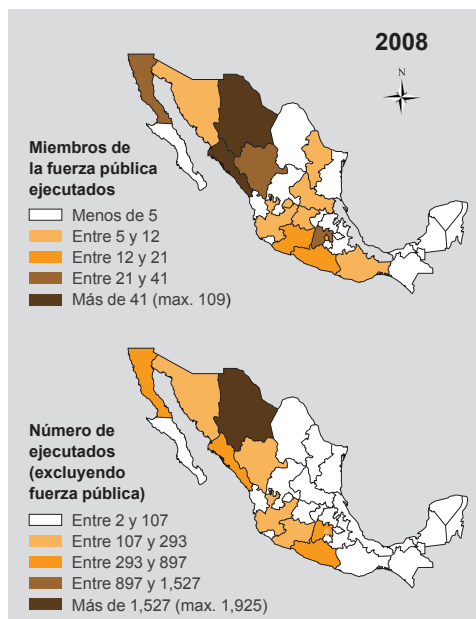 2008
N
Miembros de
la fuerza pública
ejecutados
Menos de 5
Entre 5 y 12
Entre 12 y 21
Entre 21 y 41
Más de 41 (max. 109)
Número de
ejecutados
(excluyendo
fuerza pública)
Entre 2 y 107
Entre 107 y 293
Entre 293 y 897
Entre 897 y 1,527
Más de 1,527 (max. 1,925)